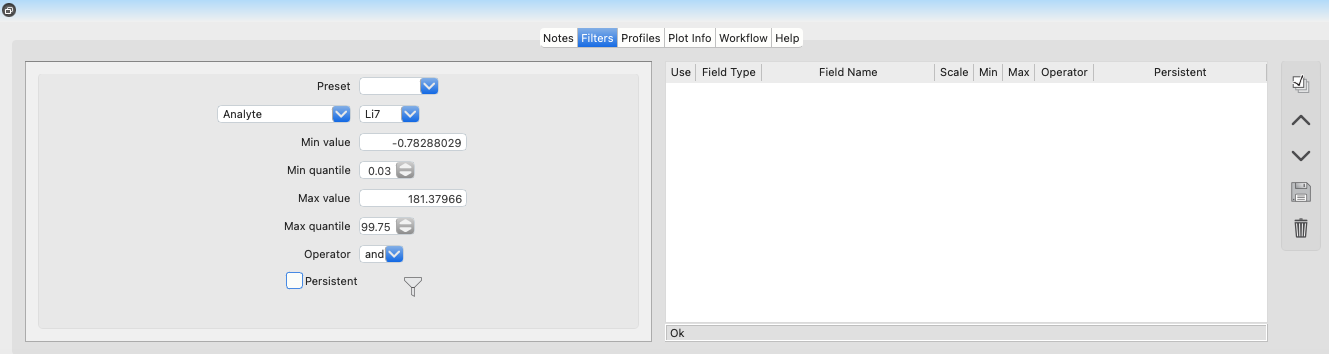 Notes Filters Profiles Plot Info Workflow Help
Preset
Analyte Li7
Min value -0.78288029
Min quantile 0.03
Max value 181.37966
Max quantile 99.75
Operator and
Persistent
Use Field Type Field Name Scale Min Max Operator Persistent
Ok